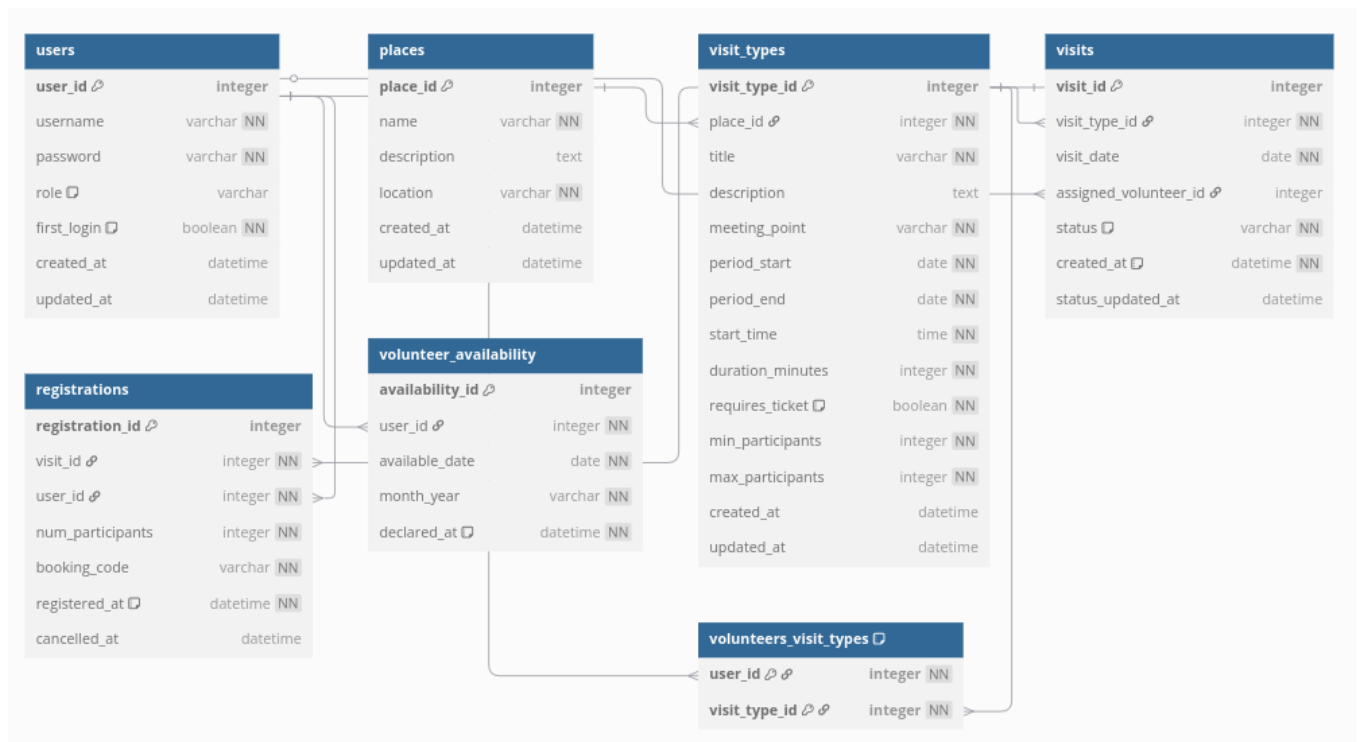 users
user_id integer
username varchar NN
password varchar NN
role varchar
first_login boolean NN
created_at datetime
updated_at datetime
places
place_id integer
name varchar NN
description text
location varchar NN
created_at datetime
updated_at datetime
visit_types
visit_type_id integer
place_id integer NN
title varchar NN
description text
meeting_point varchar NN
period_start date NN
period_end date NN
start_time time NN
duration_minutes integer NN
requires_ticket boolean NN
min_participants integer NN
max_participants integer NN
created_at datetime
updated_at datetime
visits
visit_id integer
visit_type_id integer NN
visit_date date NN
assigned_volunteer_id integer
status varchar NN
created_at datetime NN
status_updated_at datetime
registrations
registration_id integer
visit_id integer NN
user_id integer NN
num_participants integer NN
booking_code varchar NN
registered_at datetime NN
cancelled_at datetime
volunteer_availability
availability_id integer
user_id integer NN
available_date date NN
month_year varchar NN
declared_at datetime NN
volunteers_visit_types
user_id integer NN
visit_type_id integer NN